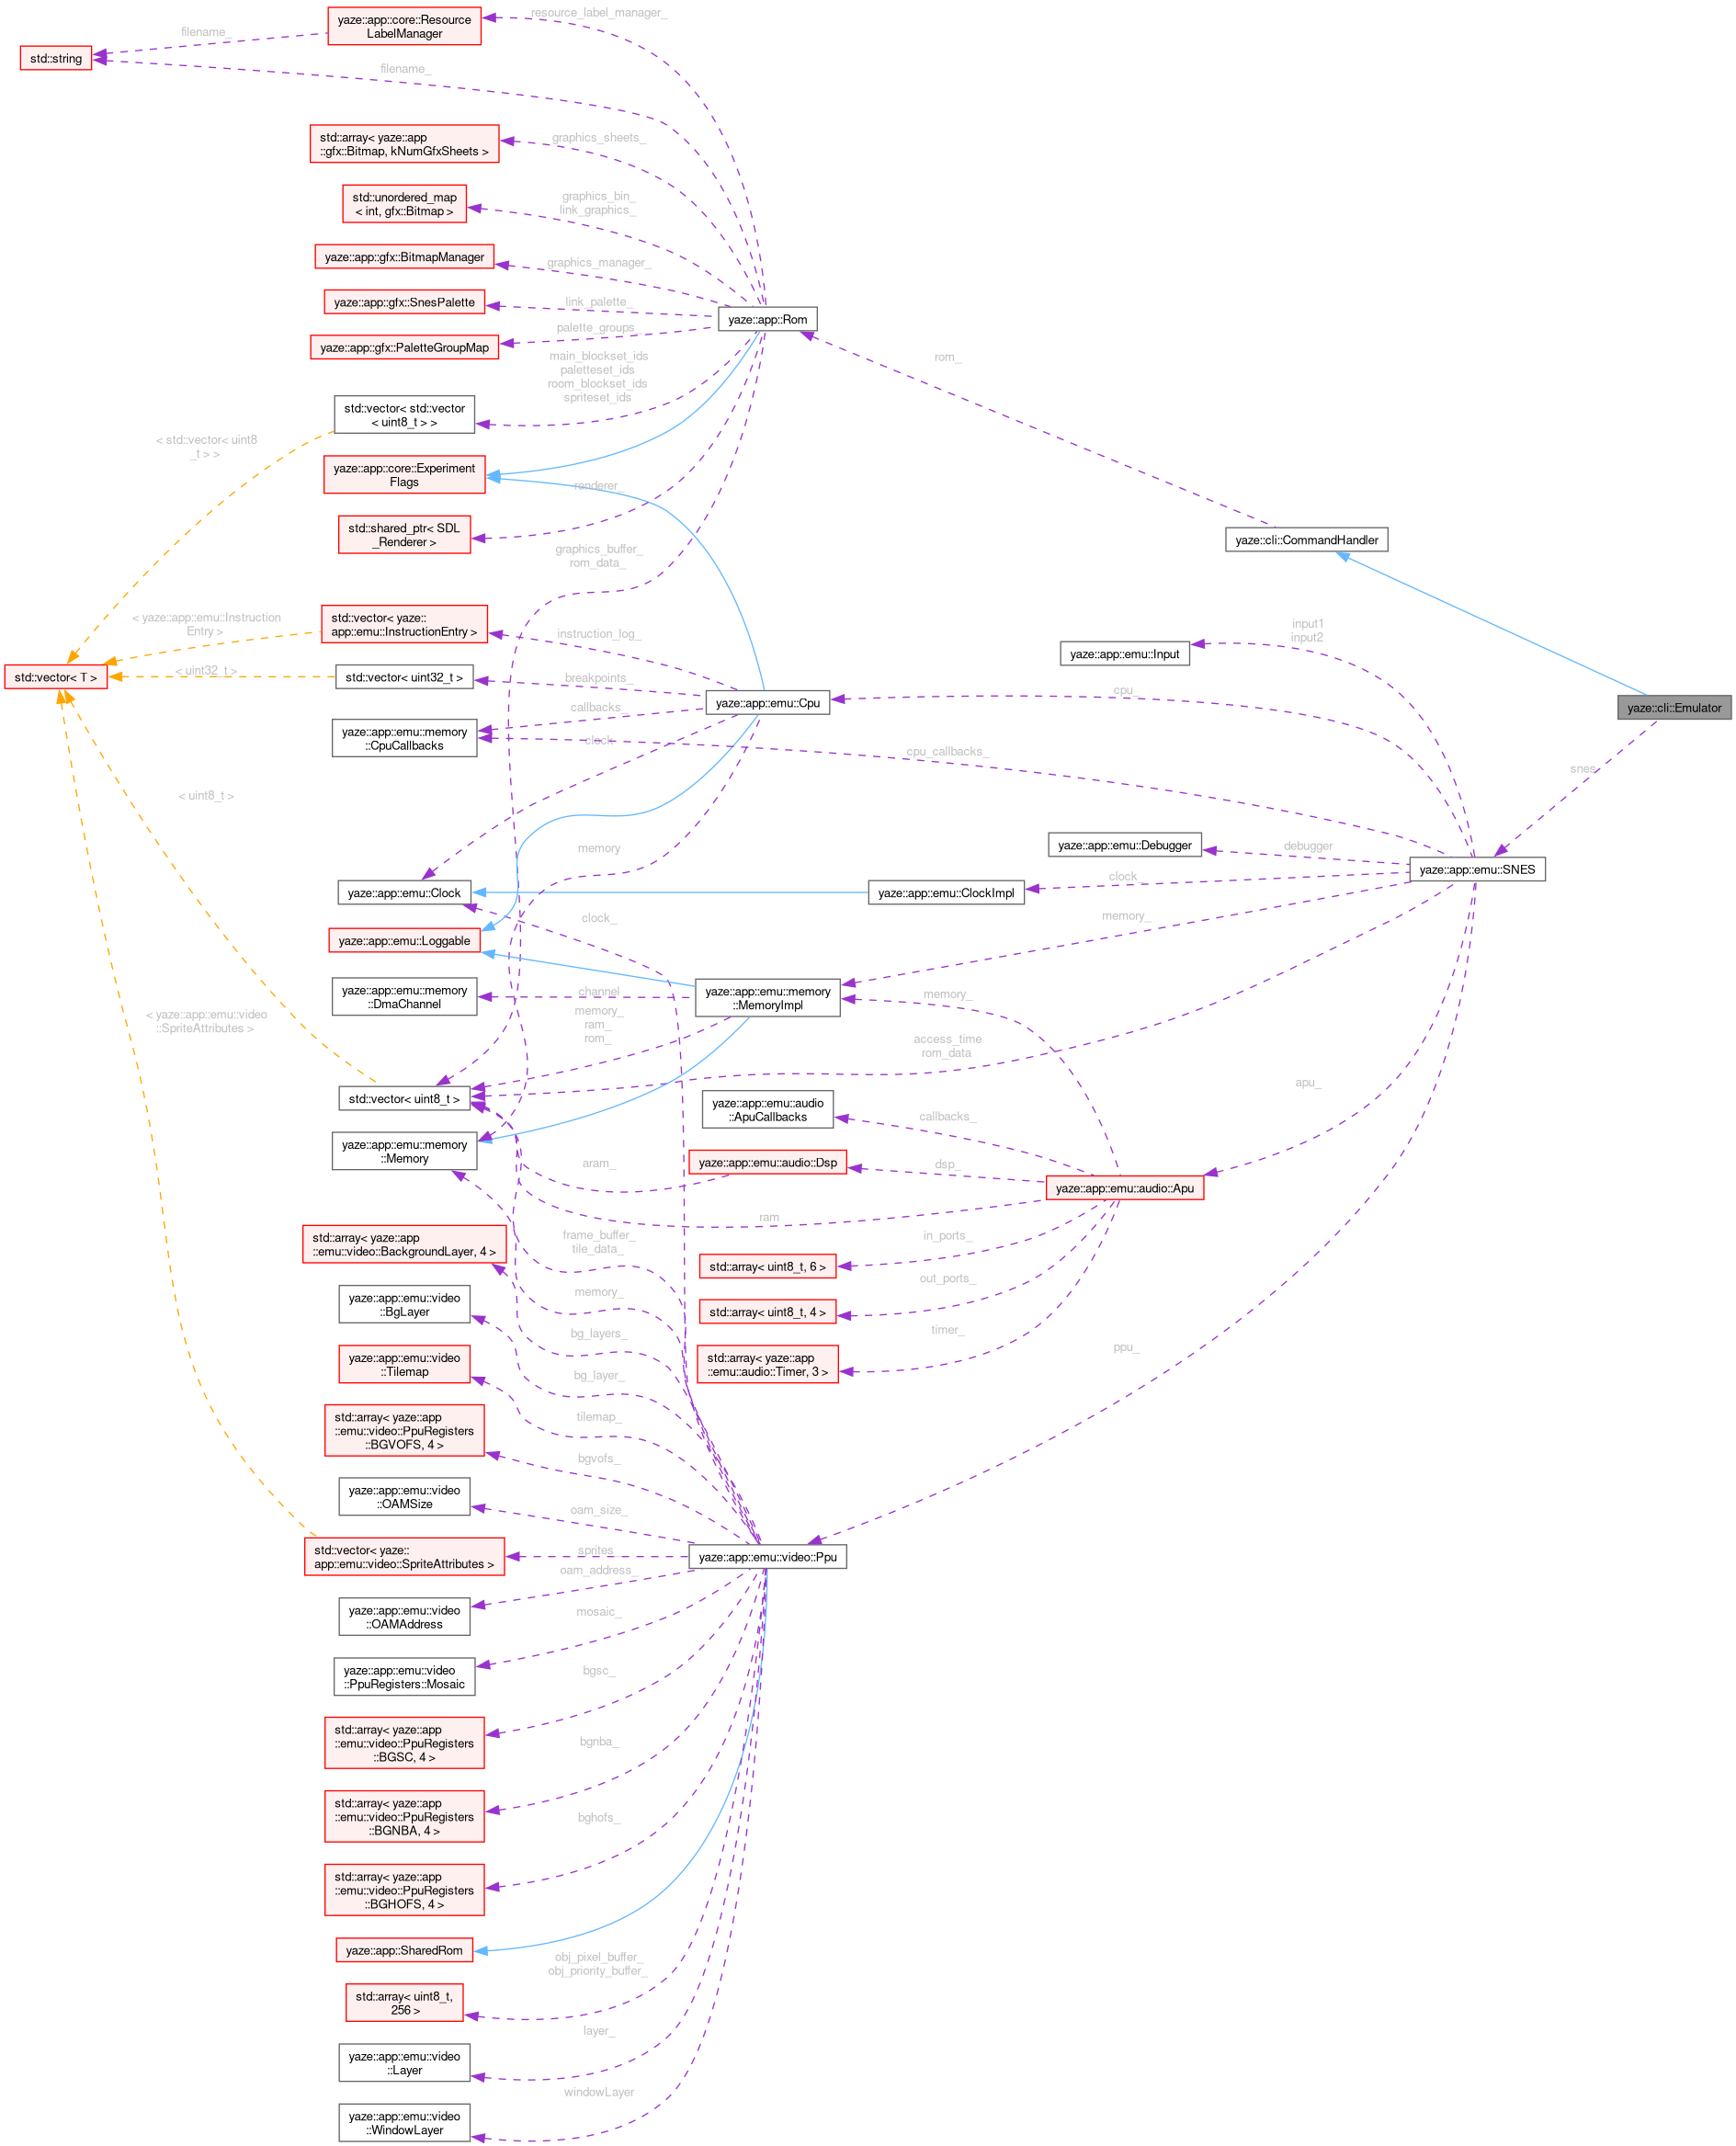 resource_label_manager_
yaze::app::core::Resource
LabelManager
filename_
std::string
filename_
std::array< yaze::app
::gfx::Bitmap, kNumGfxSheets >
graphics_sheets_
std::unordered_map
< int, gfx::Bitmap >
graphics_bin_
link_graphics_
yaze::app::gfx::BitmapManager
graphics_manager_
yaze::app::gfx::SnesPalette
link_palette_
yaze::app::Rom
yaze::app::gfx::PaletteGroupMap
palette_groups_
main_blockset_ids
paletteset_ids
room_blockset_ids
spriteset_ids
rom_
std::vector< std::vector
< uint8_t > >
< std::vector< uint8
_t > >
yaze::app::core::Experiment
Flags
renderer_
std::shared_ptr< SDL
_Renderer >
yaze::cli::CommandHandler
graphics_buffer_
rom_data_
< yaze::app::emu::Instruction
Entry >
std::vector< yaze::
app::emu::InstructionEntry >
instruction_log_
input1
input2
yaze::app::emu::Input
std::vector< T >
< uint32_t >
std::vector< uint32_t >
breakpoints_
yaze::app::emu::Cpu
cpu_
yaze::cli::Emulator
callbacks_
yaze::app::emu::memory
::CpuCallbacks
clock
cpu_callbacks_
snes
< uint8_t >
memory
yaze::app::emu::Debugger
debugger
yaze::app::emu::SNES
yaze::app::emu::Clock
yaze::app::emu::ClockImpl
clock_
clock_
memory_
yaze::app::emu::Loggable
yaze::app::emu::memory
::DmaChannel
channel
yaze::app::emu::memory
::MemoryImpl
memory_
memory_
ram_
rom_
< yaze::app::emu::video
::SpriteAttributes >
access_time
rom_data
apu_
std::vector< uint8_t >
yaze::app::emu::audio
::ApuCallbacks
callbacks_
yaze::app::emu::memory
::Memory
aram_
yaze::app::emu::audio::Dsp
dsp_
yaze::app::emu::audio::Apu
ram
std::array< yaze::app
::emu::video::BackgroundLayer, 4 >
frame_buffer_
tile_data_
in_ports_
std::array< uint8_t, 6 >
yaze::app::emu::video
::BgLayer
memory_
out_ports_
std::array< uint8_t, 4 >
bg_layers_
timer_
yaze::app::emu::video
::Tilemap
bg_layer_
std::array< yaze::app
::emu::audio::Timer, 3 >
ppu_
std::array< yaze::app
::emu::video::PpuRegisters
::BGVOFS, 4 >
tilemap_
bgvofs_
yaze::app::emu::video
::OAMSize
oam_size_
std::vector< yaze::
app::emu::video::SpriteAttributes >
sprites
yaze::app::emu::video::Ppu
oam_address_
yaze::app::emu::video
::OAMAddress
mosaic_
yaze::app::emu::video
::PpuRegisters::Mosaic
bgsc_
std::array< yaze::app
::emu::video::PpuRegisters
::BGSC, 4 >
bgnba_
std::array< yaze::app
::emu::video::PpuRegisters
::BGNBA, 4 >
bghofs_
std::array< yaze::app
::emu::video::PpuRegisters
::BGHOFS, 4 >
yaze::app::SharedRom
obj_pixel_buffer_
obj_priority_buffer_
std::array< uint8_t,
256 >
layer_
yaze::app::emu::video
::Layer
windowLayer
yaze::app::emu::video
::WindowLayer